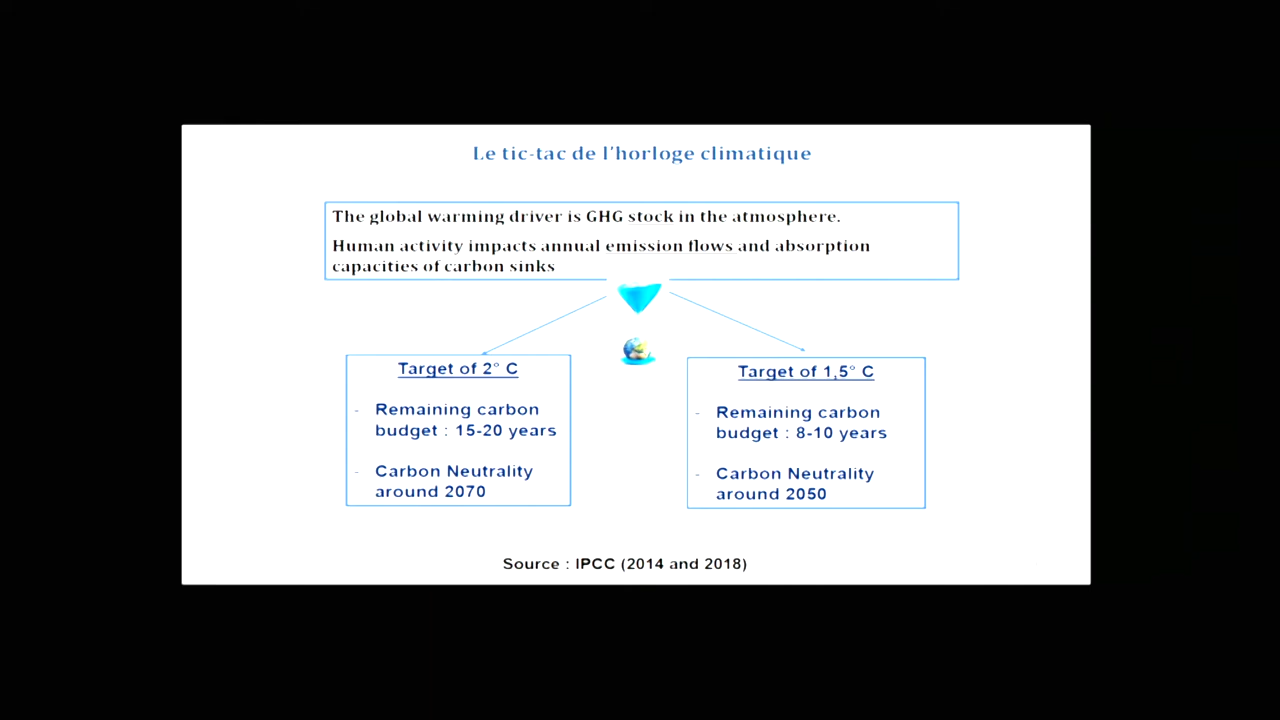 Le tic-tac de l'horloge climatique
The global warming driver is GHG stock in the atmosphere.
Human activity impacts annual emission flows and absorption
capacities of carbon sinks
Target of 2° C
- Remaining carbon
budget : 15-20 years
- Carbon Neutrality
around 2070
Target of 1,5° C
- Remaining carbon
budget : 8-10 years
- Carbon Neutrality
around 2050
Source : IPCC (2014 and 2018)